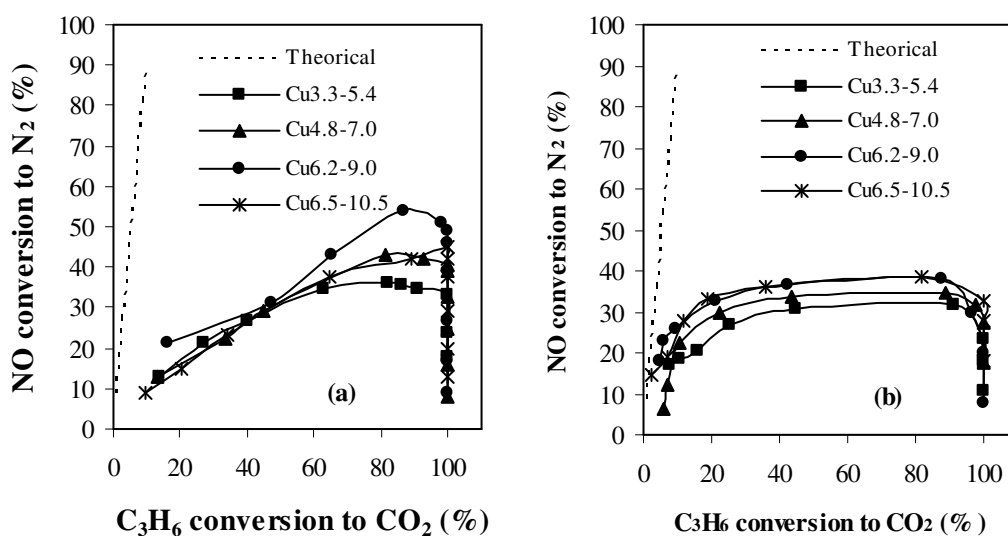 NO conversion to N2 (%)
100
90
80
70
60
50
40
30
20
10
0
Theorical
Cu3.3-5.4
Cu4.8-7.0
Cu6.2-9.0
Cu6.5-10.5
(a)
0 20 40 60 80 100
C3H6 conversion to CO2 (%)
NO conversion to N2 (%)
100
90
80
70
60
50
40
30
20
10
0
Theorical
Cu3.3-5.4
Cu4.8-7.0
Cu6.2-9.0
Cu6.5-10.5
(b)
0 20 40 60 80 100
C3H6 conversion to CO2 (%)